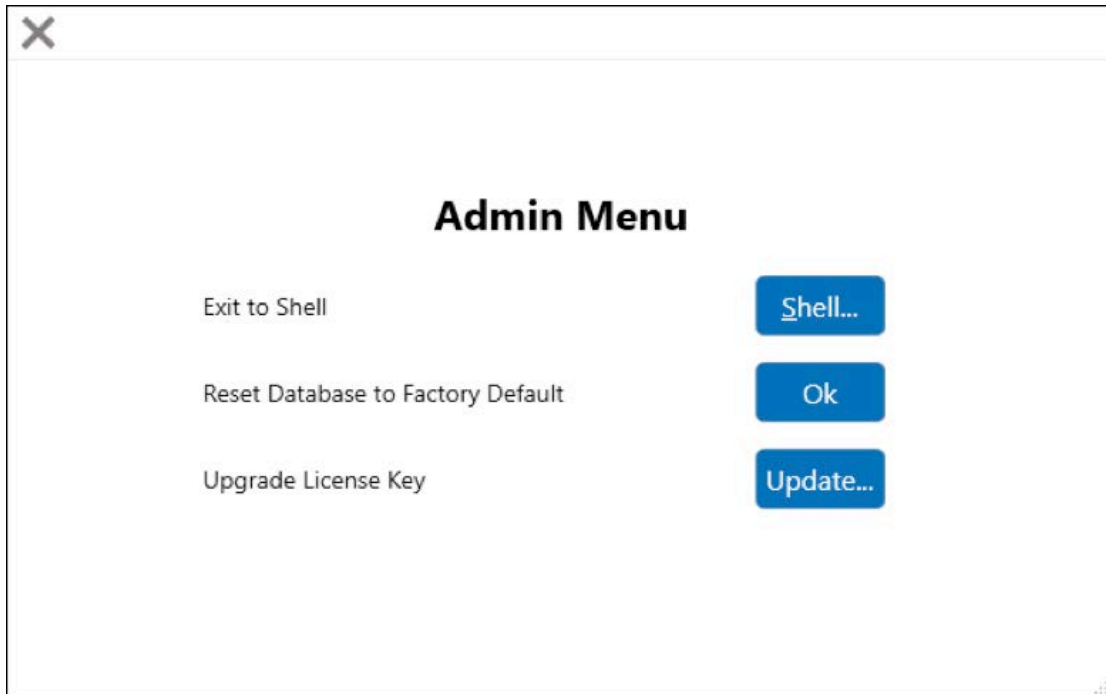 Admin Menu
Exit to Shell Shell...
Reset Database to Factory Default Ok
Upgrade License Key Update...